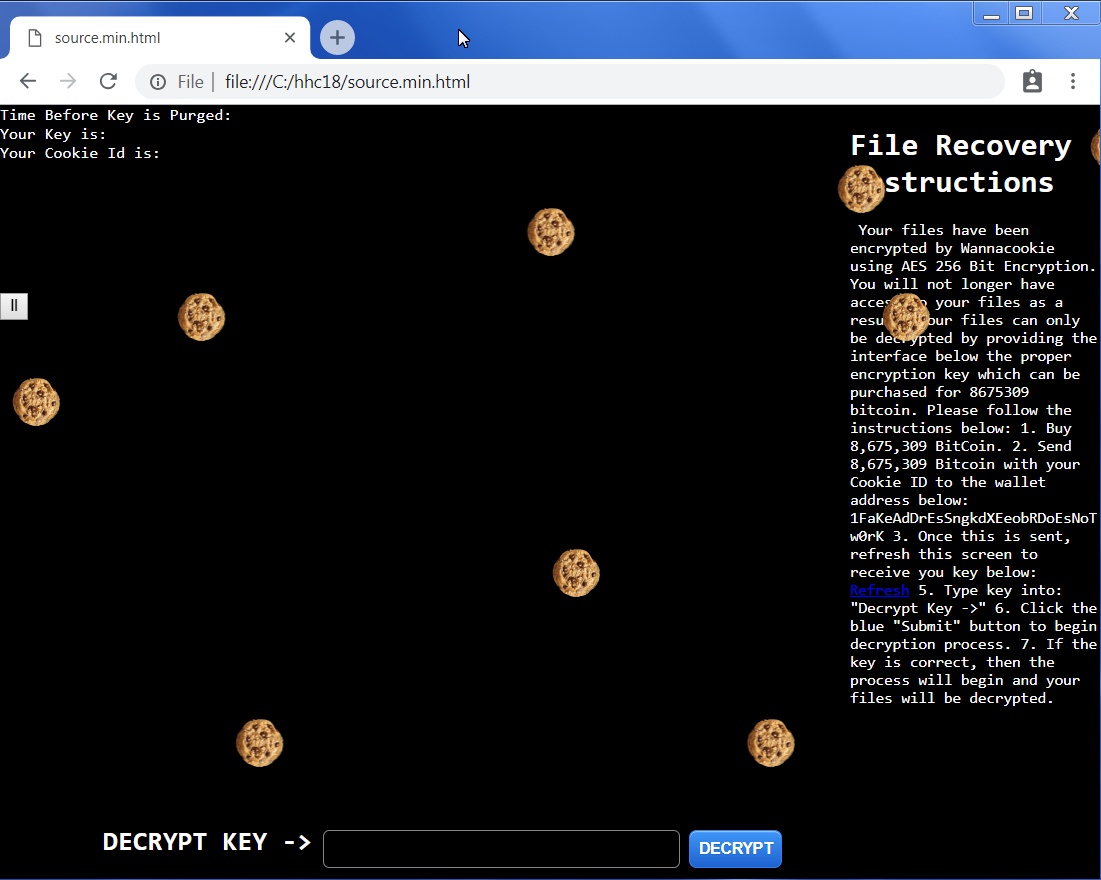 source.min.html
File
file:///C:/hhc18/source.min.html
Time Before Key is Purged:
Your Key is:
Your Cookie Id is:
File Recovery
structions
Your files have been
encrypted by Wannacookie
using AES 256 Bit Encryption.
You will not longer have
your files as a
our files can only
be decrypted by providing the
interface below the proper
encryption key which can be
purchased for 8675309
bitcoin. Please follow the
instructions below: 1. Buy
8,675,309 BitCoin. 2. Send
8,675,309 Bitcoin with your
Cookie ID to the wallet
address below:
1FaKeAdDrEsSngkdXEeobRDoEsNoT
w0rK 3. Once this is sent,
refresh this screen to
receive you key below:
Refresh 5. Type key into:
"Decrypt Key ->" 6. Click the
blue "Submit" button to begin
decryption process. 7. If the
key is correct, then the
process will begin and your
files will be decrypted.
DECRYPT KEY ->
DECRYPT